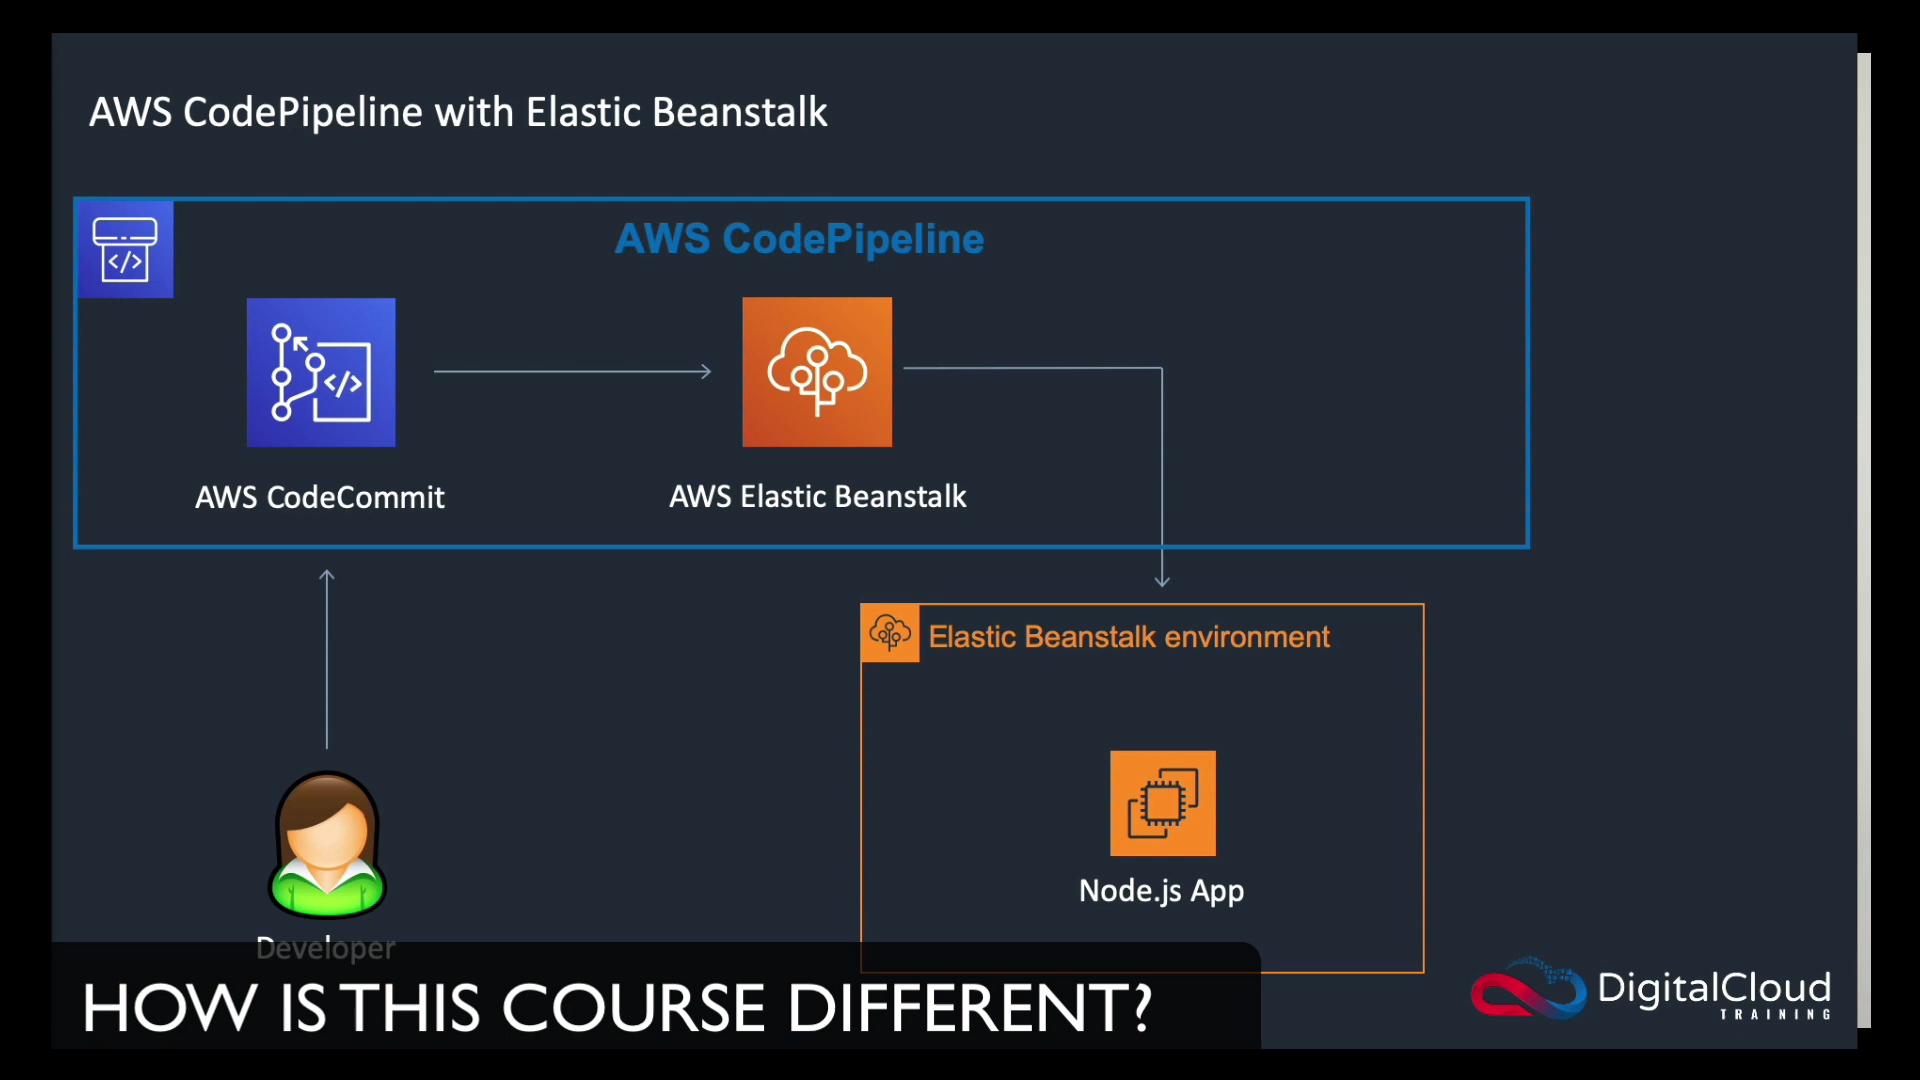 AWS CodePipeline with Elastic Beanstalk
AWS CodePipeline
AWS CodeCommit
AWS Elastic Beanstalk
Elastic Beanstalk environment
Node.js App
Developer
HOW IS THIS COURSE DIFFERENT?
DigitalCloud
TRAINING